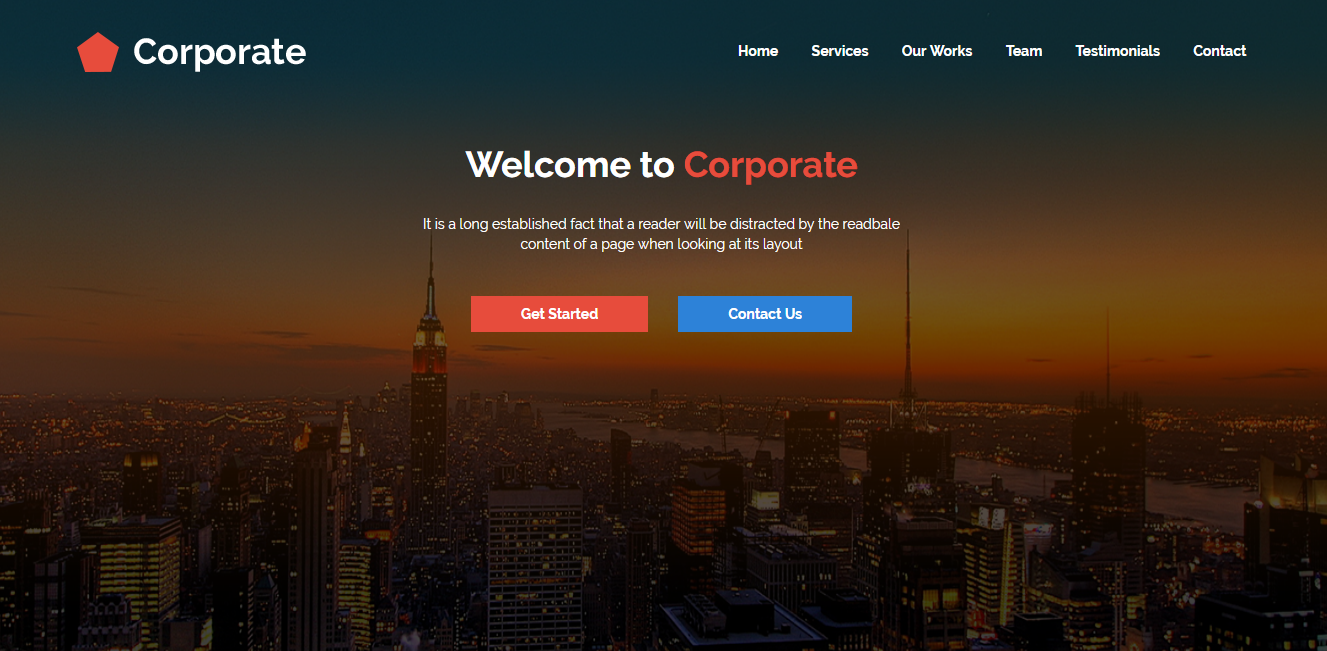 Corporate
Home Services Our Works Team Testimonials Contact
Welcome to Corporate
It is a long established fact that a reader will be distracted by the readbale
content of a page when looking at its layout
Get Started Contact Us